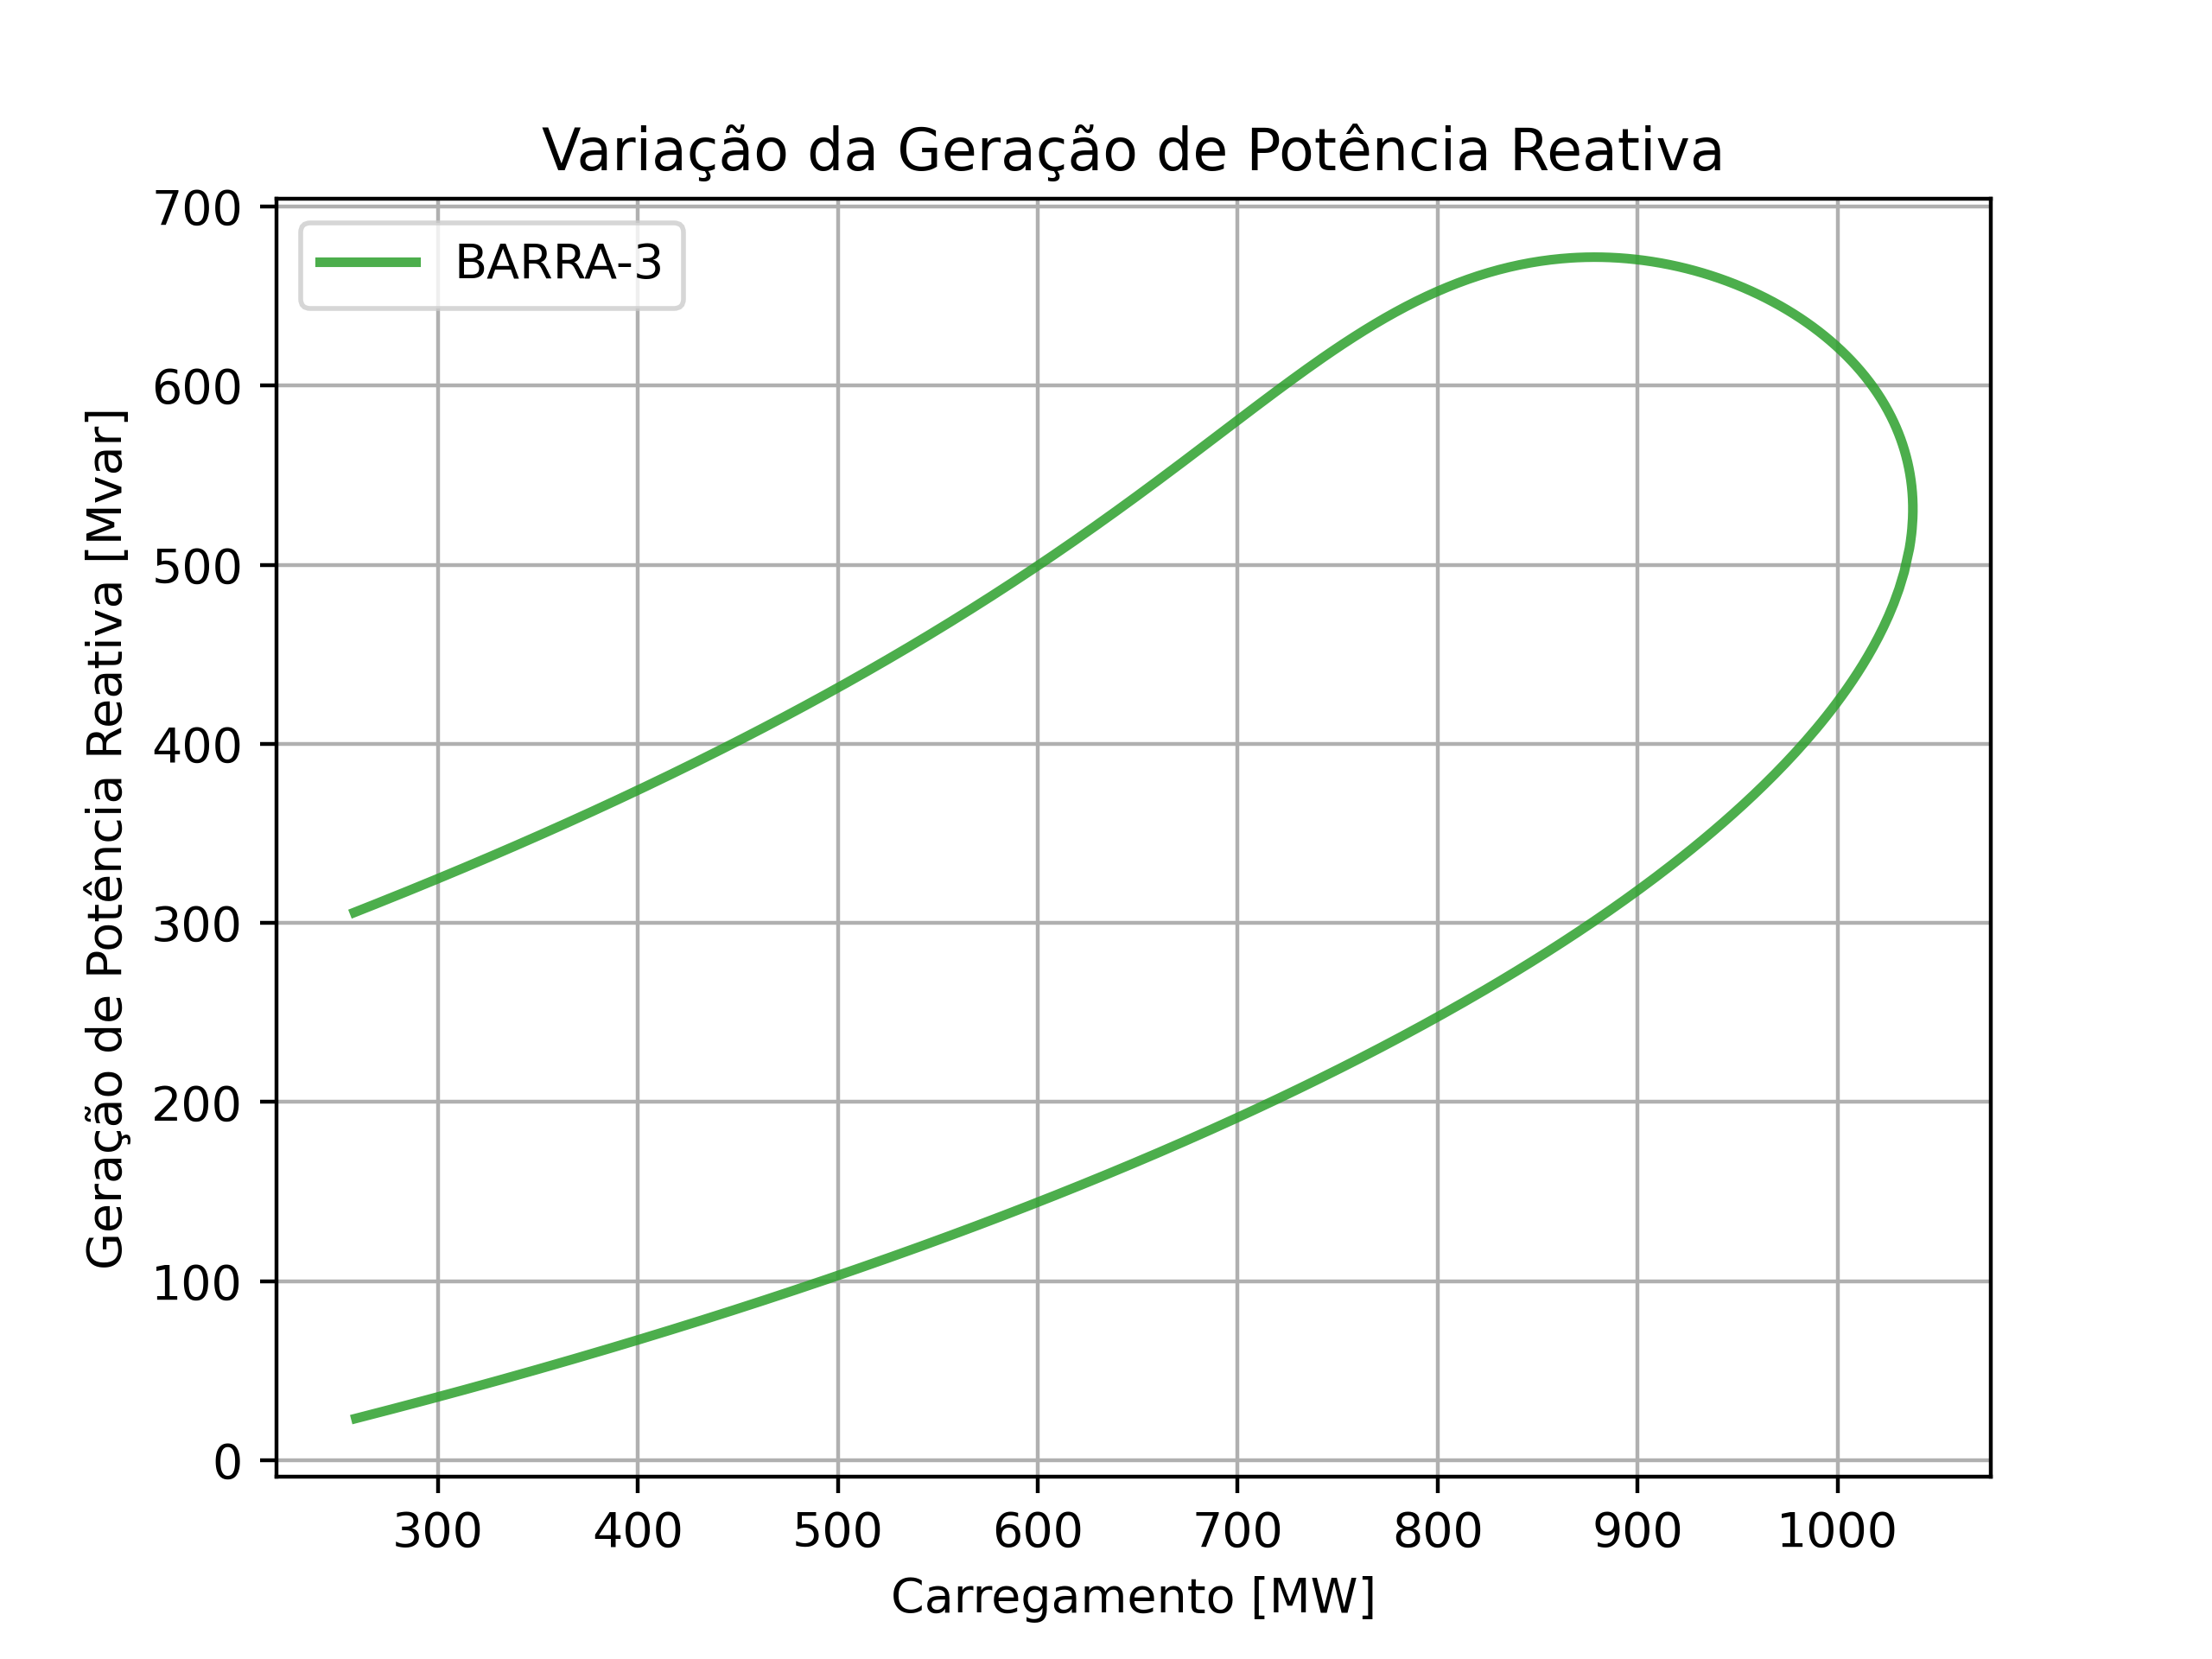 Variação da Geração de Potência Reativa
BARRA-3
Geração de Potência Reativa [Mvar]
700
600
500
400
300
200
100
0
300 400 500 600 700 800 900 1000
Carregamento [MW]